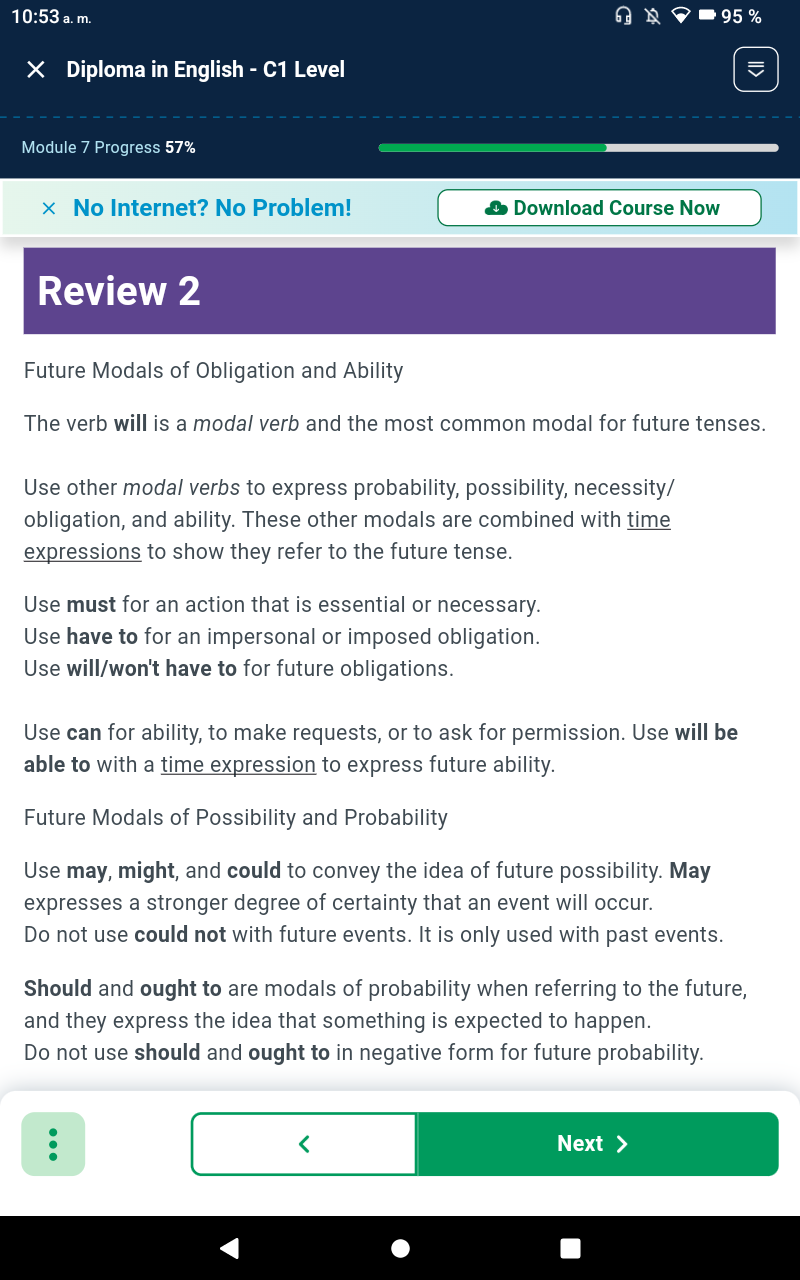 10:53 a. m.
95 %
Diploma in English - C1 Level
Module 7 Progress 57%
No Internet? No Problem!
Download Course Now
Review 2
Future Modals of Obligation and Ability
The verb will is a modal verb and the most common modal for future tenses.
Use other modal verbs to express probability, possibility, necessity/
obligation, and ability. These other modals are combined with time
expressions to show they refer to the future tense.
Use must for an action that is essential or necessary.
Use have to for an impersonal or imposed obligation.
Use will/won't have to for future obligations.
Use can for ability, to make requests, or to ask for permission. Use will be
able to with a time expression to express future ability.
Future Modals of Possibility and Probability
Use may, might, and could to convey the idea of future possibility. May
expresses a stronger degree of certainty that an event will occur.
Do not use could not with future events. It is only used with past events.
Should and ought to are modals of probability when referring to the future,
and they express the idea that something is expected to happen.
Do not use should and ought to in negative form for future probability.
Next